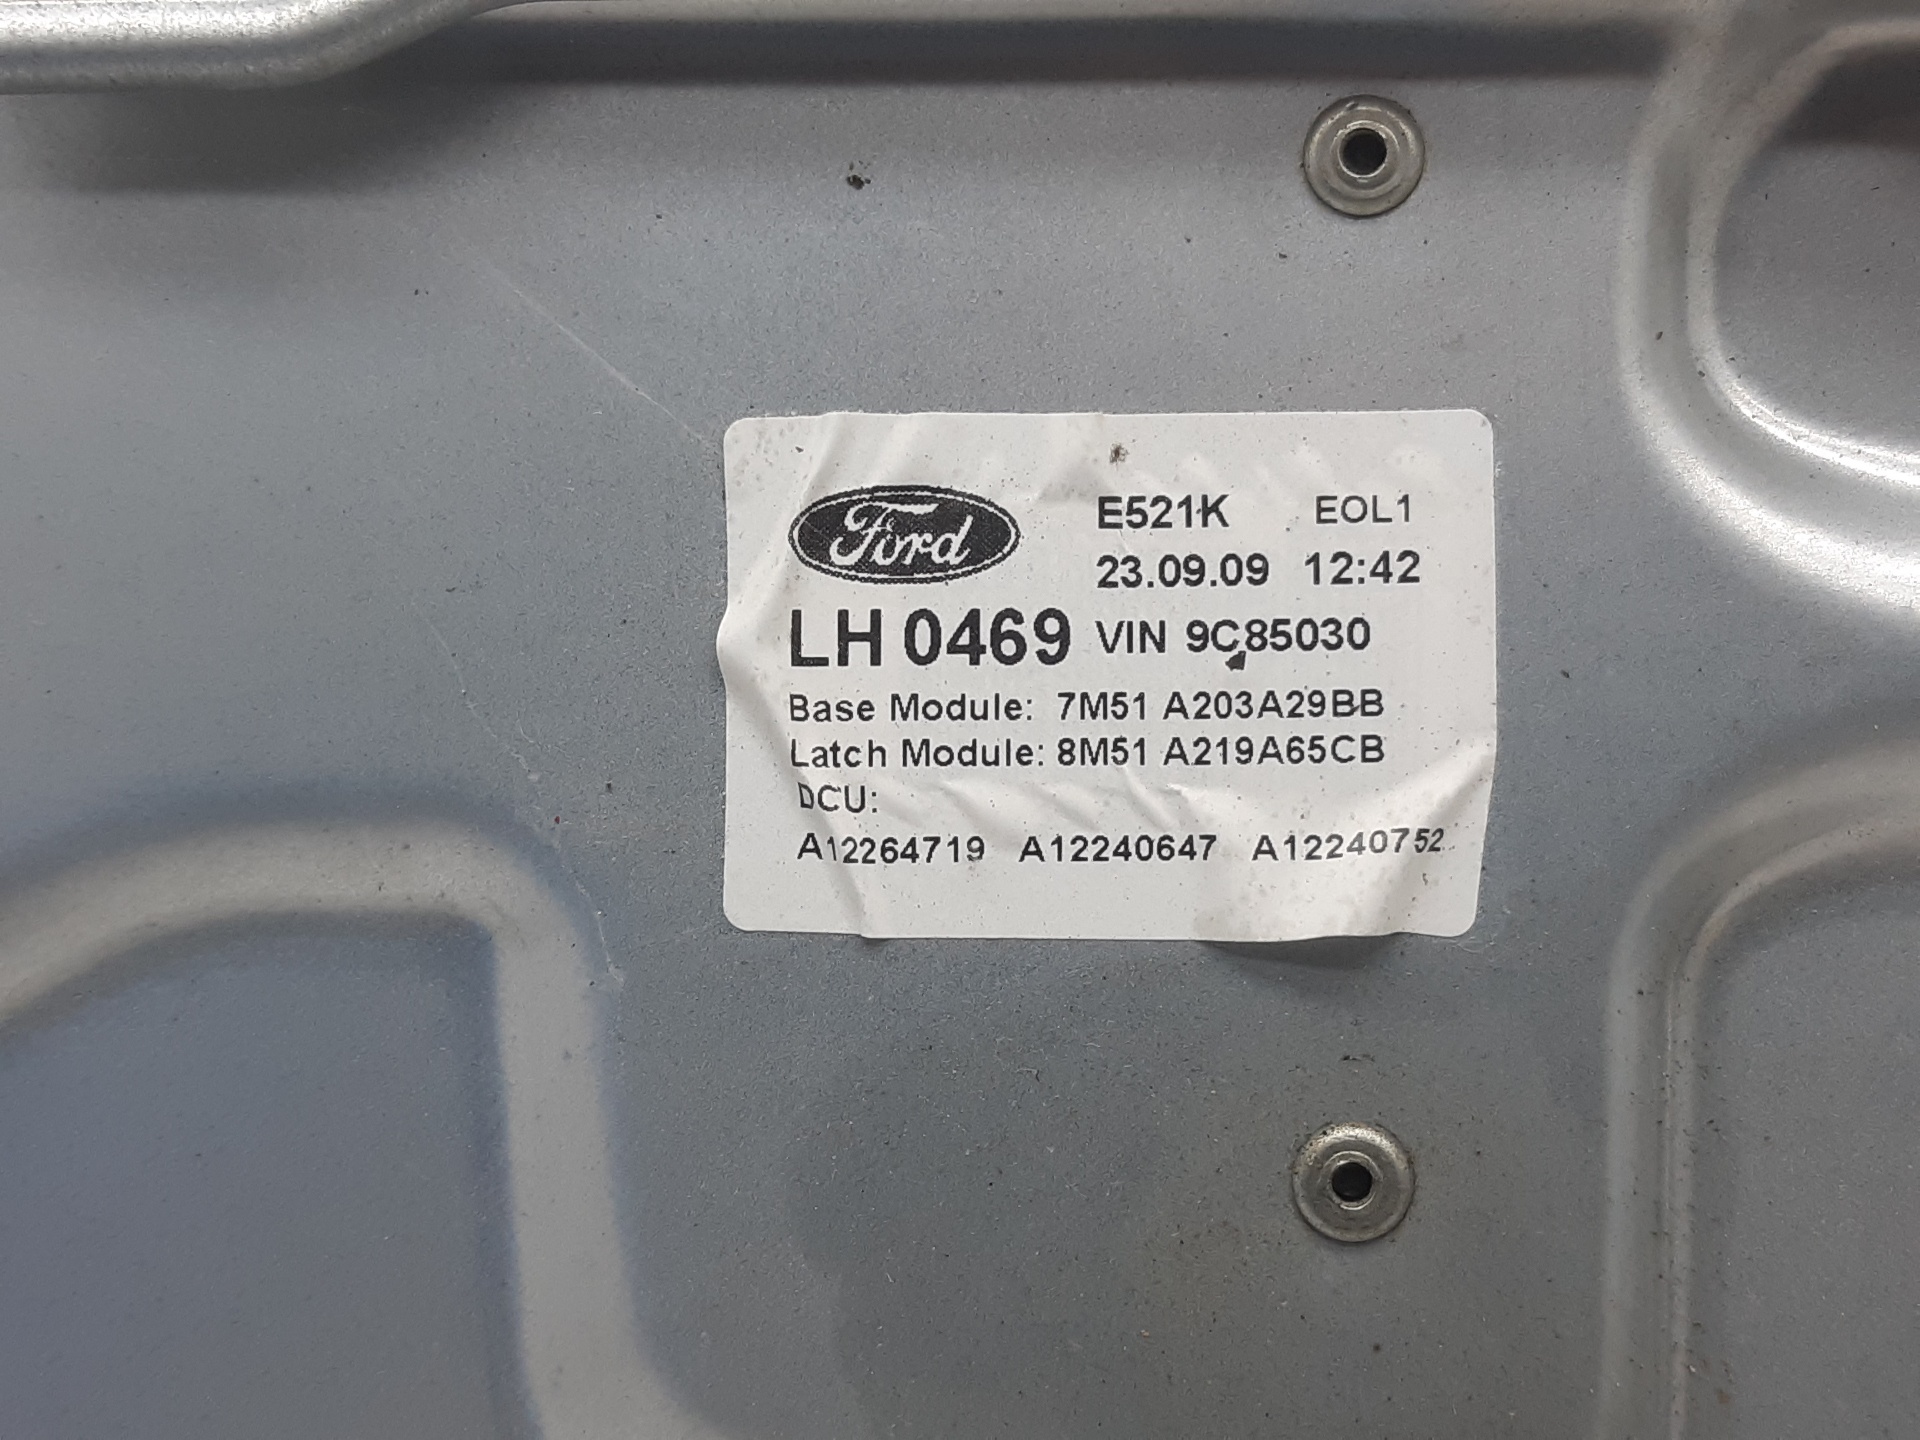 Ford E521K EOL1
23.09.09 12:42
LH 0469 VIN 9C85030
Base Module: 7M51 A203A29BB
Latch Module: 8M51 A219A65CB
DCU:
A12264719 A12240647 A12240752